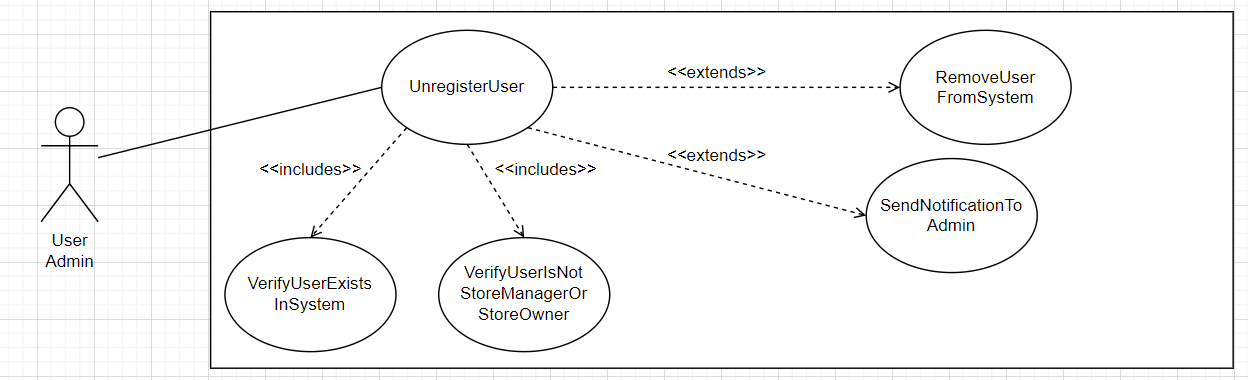 UnregisterUser
<<extends>>
RemoveUser
FromSystem
<<includes>>
<<includes>>
<<extends>>
SendNotificationTo
Admin
User
Admin
VerifyUserExists
InSystem
VerifyUserIsNot
StoreManagerOr
StoreOwner